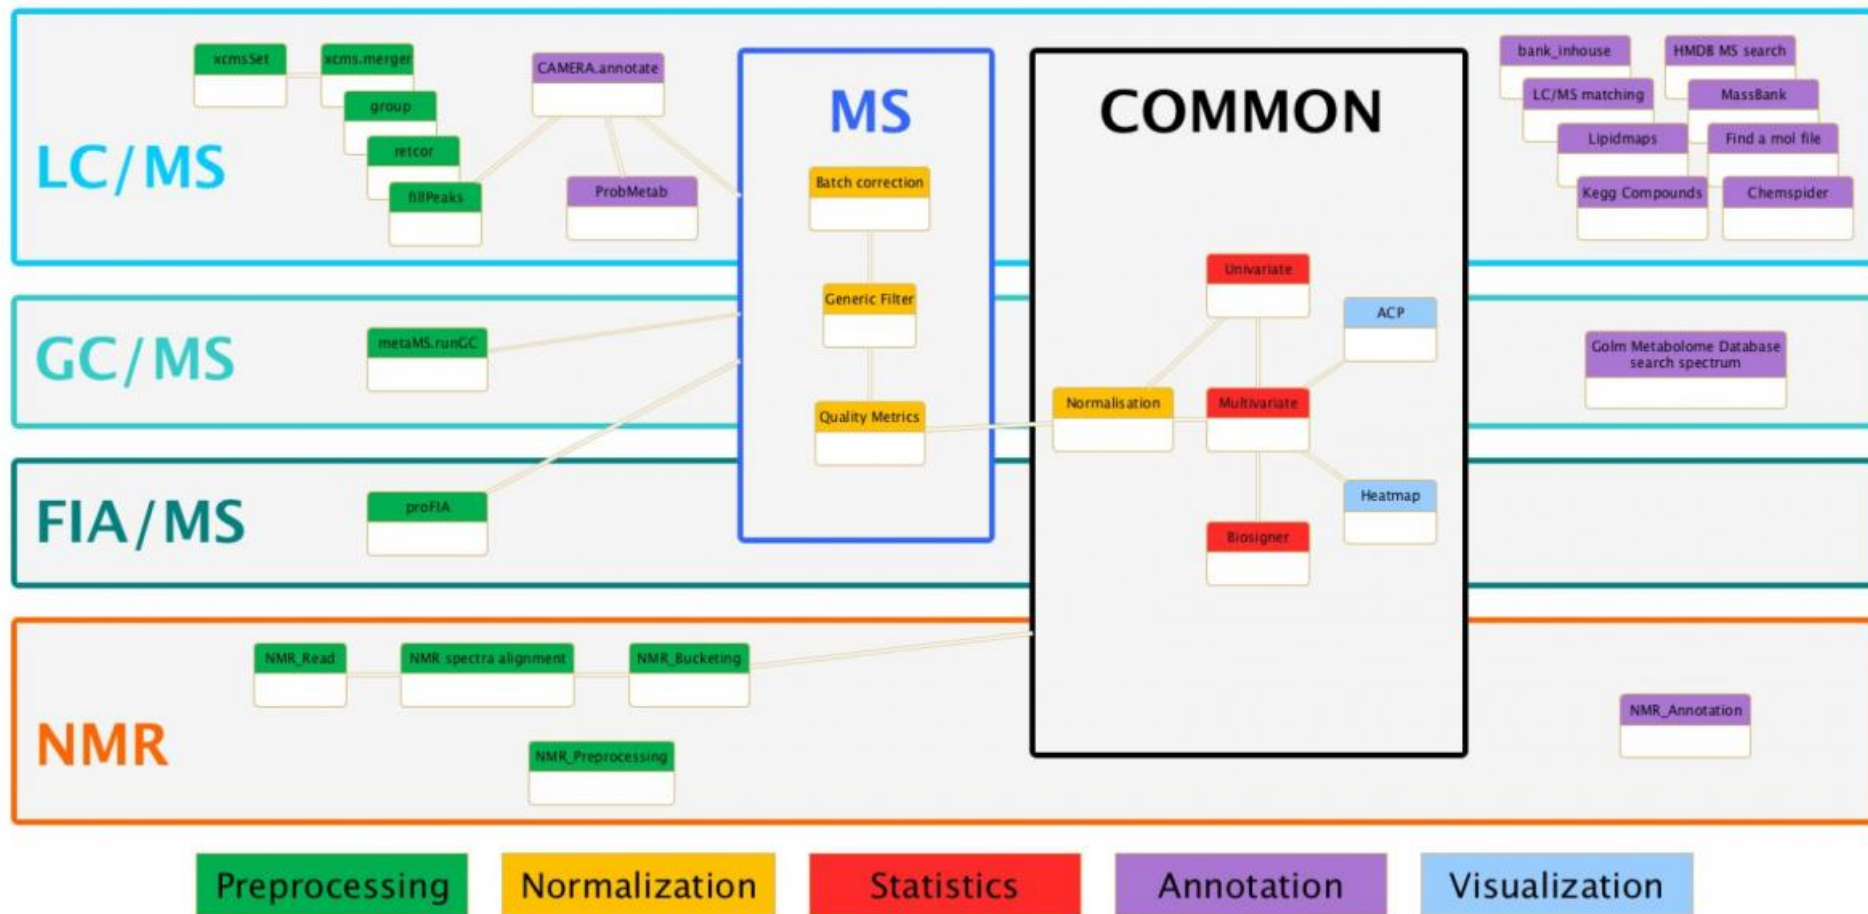 LC/MS
xcmsSet
xcms.merger
group
retcor
fillPeaks
CAMERA.annotate
ProbMetab
MS
Batch correction
Generic Filter
Quality Metrics
COMMON
Univariate
ACP
Normalisation
Multivariate
Heatmap
Biosigner
bank_inhouse
HMDB MS search
LC/MS matching
MassBank
Lipidmaps
Find a mol file
Kegg Compounds
Chemspider
GC/MS
metaMS.runGC
Golm Metabolome Database
search spectrum
FIA/MS
proFIA
NMR
NMR_Read
NMR spectra alignment
NMR_Bucketing
NMR_Preprocessing
NMR_Annotation
Preprocessing
Normalization
Statistics
Annotation
Visualization